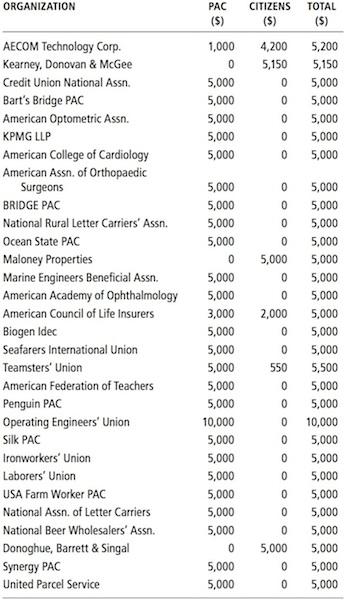 ORGANIZATION PAC ($) CITIZENS ($) TOTAL ($)
AECOM Technology Corp. 1,000 4,200 5,200
Kearney, Donovan & McGee 0 5,150 5,150
Credit Union National Assn. 5,000 0 5,000
Bart's Bridge PAC 5,000 0 5,000
American Optometric Assn. 5,000 0 5,000
KPMG LLP 5,000 0 5,000
American College of Cardiology 5,000 0 5,000
American Assn. of Orthopaedic
Surgeons 5,000 0 5,000
BRIDGE PAC 5,000 0 5,000
National Rural Letter Carriers' Assn. 5,000 0 5,000
Ocean State PAC 5,000 0 5,000
Maloney Properties 0 5,000 5,000
Marine Engineers Beneficial Assn. 5,000 0 5,000
American Academy of Ophthalmology 5,000 0 5,000
American Council of Life Insurers 3,000 2,000 5,000
Biogen Idec 5,000 0 5,000
Seafarers International Union 5,000 0 5,000
Teamsters' Union 5,000 550 5,500
American Federation of Teachers 5,000 0 5,000
Penguin PAC 5,000 0 5,000
Operating Engineers' Union 10,000 0 10,000
Silk PAC 5,000 0 5,000
Ironworkers' Union 5,000 0 5,000
Laborers' Union 5,000 0 5,000
USA Farm Worker PAC 5,000 0 5,000
National Assn. of Letter Carriers 5,000 0 5,000
National Beer Wholesalers' Assn. 5,000 0 5,000
Donoghue, Barrett & Singal 0 5,000 5,000
Synergy PAC 5,000 0 5,000
United Parcel Service 5,000 0 5,000